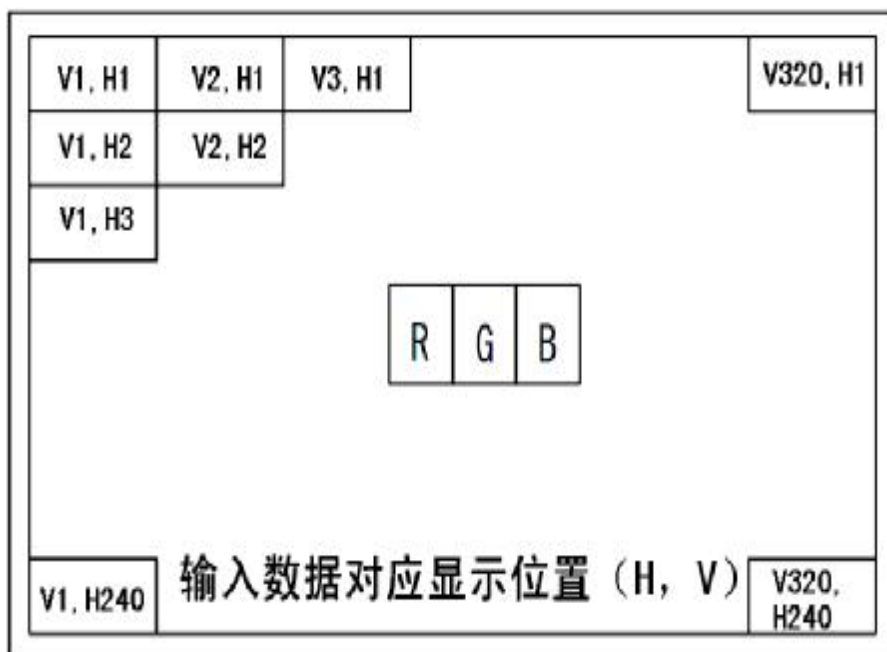 V1, H1 V2, H1 V3, H1 V320, H1
V1, H2 V2, H2
V1, H3
R G B
V1, H240 输入数据对应显示位置（H，V） V320,
H240